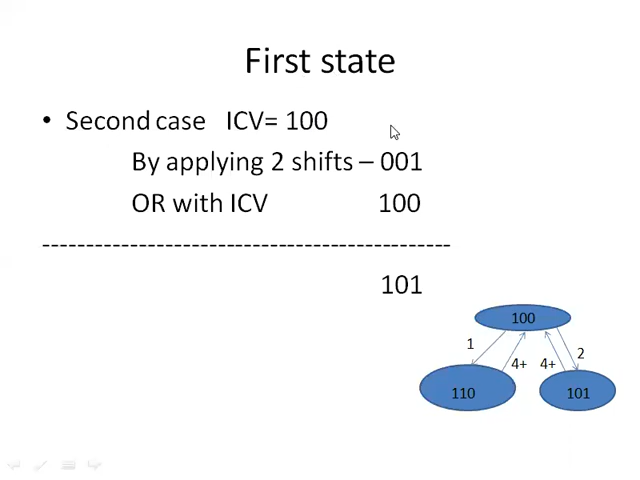 First state
• Second case ICV= 100
By applying 2 shifts – 001
OR with ICV 100
-----------------------------------------------
101
100
1 2
4+ 4+
110 101